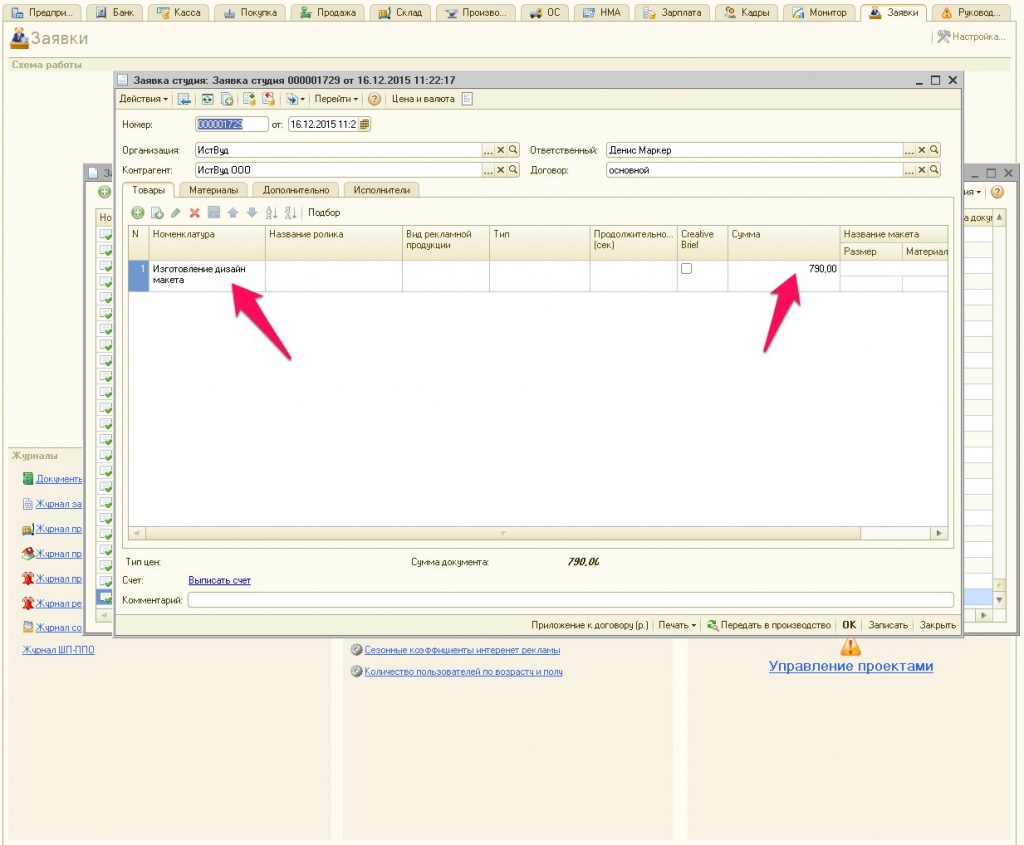 Предпри... Банк Касса Покупка Продажа Склад Произво... ОС НМА Зарплата Кадры Монитор Заявки Руковод...
Заявки
Настройка...
Схема работы
Заявка студия: Заявка студия 000001729 от 16.12.2015 11:22:17
Действия Перейти Цена и валюта
Номер: 000001729 от: 16.12.2015 11:2
Организация: ИстВуд Ответственный: Денис Маркер
Контрагент: ИстВуд ООО Договор: основной
Товары Материалы Дополнительно Исполнители
Подбор
N Номенклатура Название ролика Вид рекламной продукции Тип Продолжительно... (сек) Creative Brief Сумма Название макета
Размер Материал
1 Изготовление дизайн макета 790,00
Журналы
Документы
Журнал за
Журнал пр
Журнал пр
Журнал пр
Журнал ре
Журнал со
Журнал ШП-ППО
Тип цен: Сумма документа: 790,00
Счет: Выписать счет
Комментарий:
Приложение к договору (р.) Печать Передать в производство OK Записать Закрыть
Сезонные коэффициенты интеренет рекламы
Количество пользователей по возрасту и полу
Управление проектами